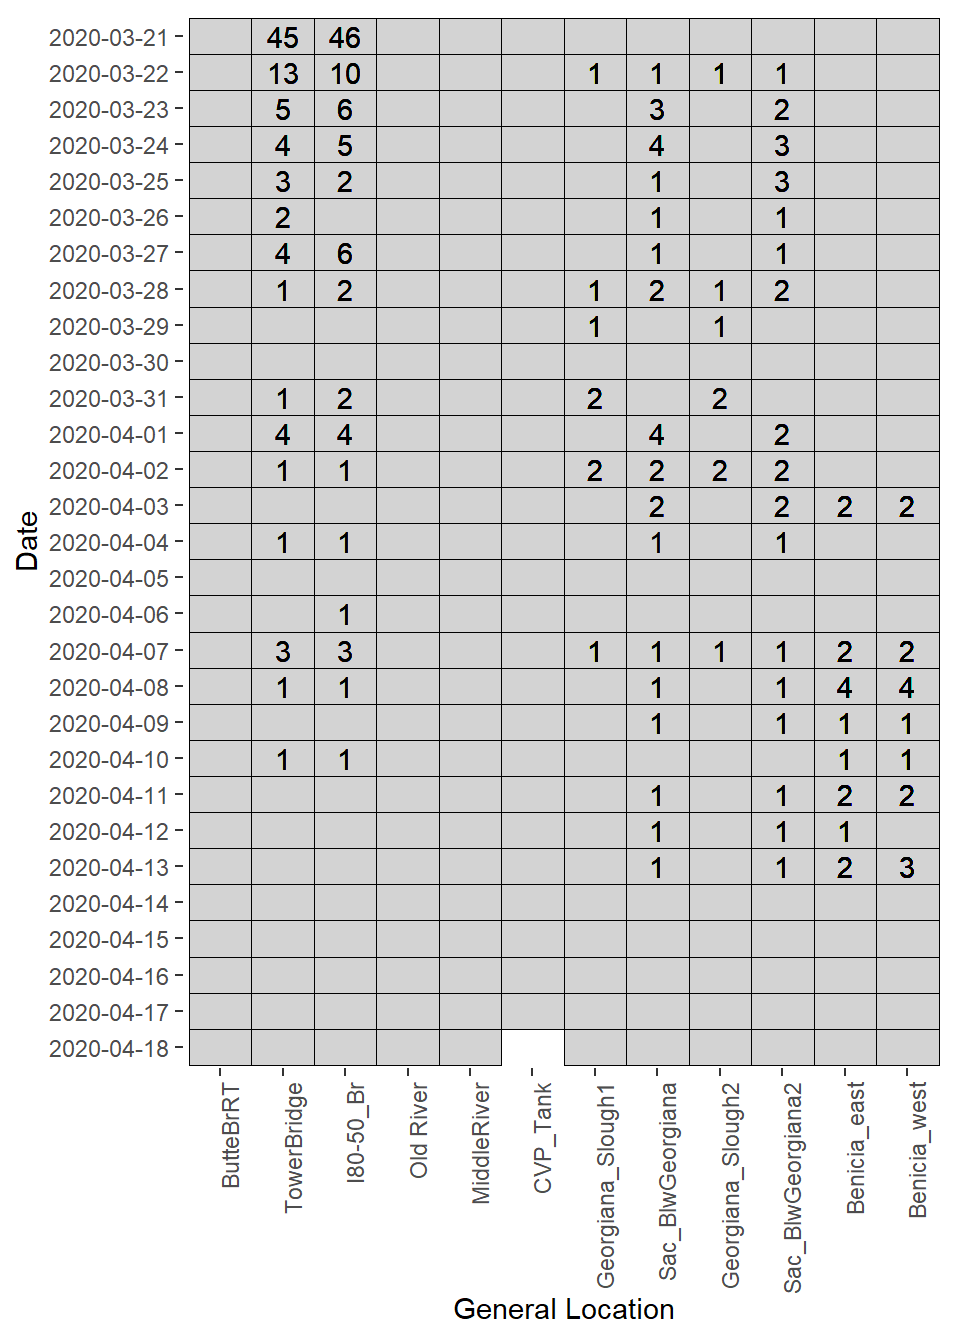 2020-03-21 45 46
2020-03-22 13 10 1 1 1 1
2020-03-23 5 6 3 2
2020-03-24 4 5 4 3
2020-03-25 3 2 1 3
2020-03-26 2 1 1
2020-03-27 4 6 1 1
2020-03-28 1 2 1 2 1 2
2020-03-29 1 1
2020-03-30
2020-03-31 1 2 2 2
2020-04-01 4 4 4 2
2020-04-02 1 1 2 2 2 2
2020-04-03 2 2 2 2
2020-04-04 1 1 1 1
2020-04-05
2020-04-06 1
2020-04-07 3 3 1 1 1 1 2 2
2020-04-08 1 1 1 1 4 4
2020-04-09 1 1 1 1
2020-04-10 1 1 1 1
2020-04-11 1 1 2 2
2020-04-12 1 1 1
2020-04-13 1 1 2 3
2020-04-14
2020-04-15
2020-04-16
2020-04-17
2020-04-18
Date
ButteBrRT
TowerBridge
I80-50_Br
Old River
MiddleRiver
CVP_Tank
Georgiana_Slough1
Sac_BlwGeorgiana
Georgiana_Slough2
Sac_BlwGeorgiana2
Benicia_east
Benicia_west
General Location